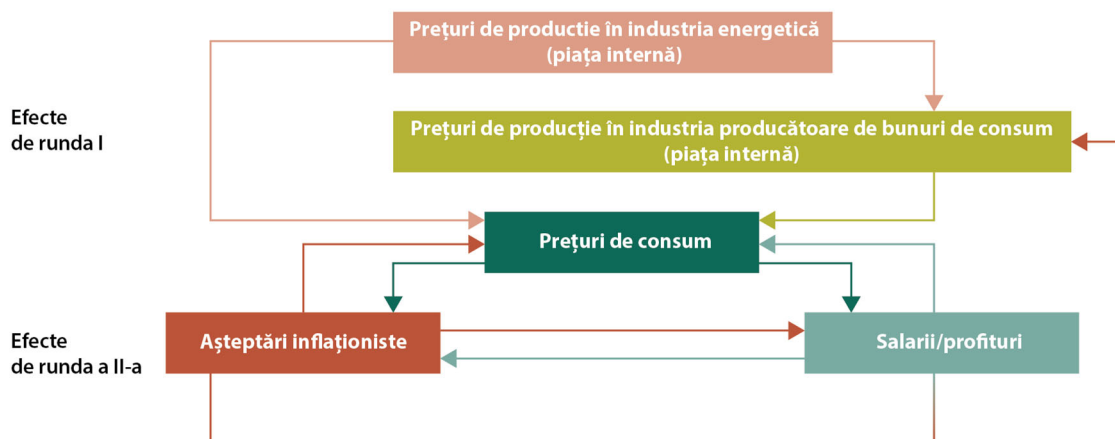 Prețuri de productie în industria energetică
(piața internă)
Efecte
de runda I
Prețuri de producție în industria producătoare de bunuri de consum
(piața internă)
Prețuri de consum
Efecte
de runda a II-a
Așteptări inflaționiste
Salarii/profituri